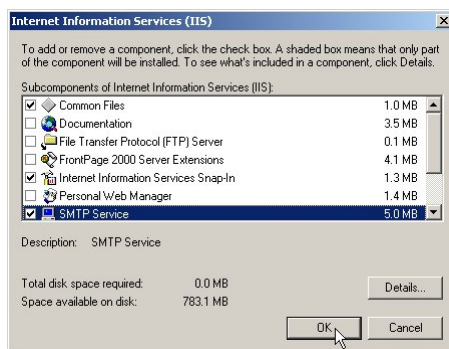 Internet Information Services (IIS)
To add or remove a component, click the check box. A shaded box means that only part
of the component will be installed. To see what's included in a component, click Details.
Subcomponents of Internet Information Services (IIS):
Common Files 1.0 MB
Documentation 3.5 MB
File Transfer Protocol (FTP) Server 0.1 MB
FrontPage 2000 Server Extensions 4.1 MB
Internet Information Services Snap-In 1.3 MB
Personal Web Manager 1.4 MB
SMTP Service 5.0 MB
Description: SMTP Service
Total disk space required: 0.0 MB
Space available on disk: 783.1 MB
Details...
OK Cancel